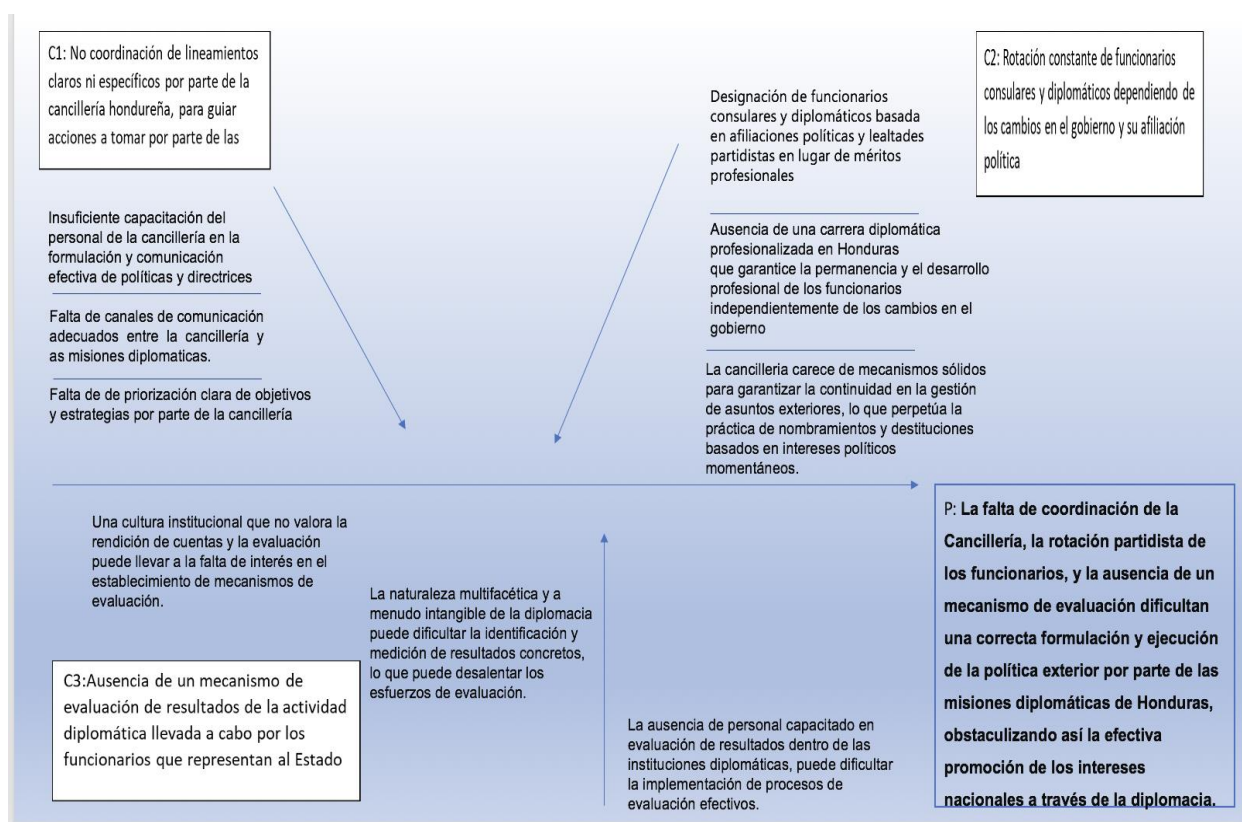 C1: No coordinación de lineamientos
claros ni específicos por parte de la
cancillería hondureña, para guiar
acciones a tomar por parte de las
Insuficiente capacitación del
personal de la cancillería en la
formulación y comunicación
efectiva de políticas y directrices
Falta de canales de comunicación
adecuados entre la cancillería y
as misiones diplomaticas.
Falta de de priorización clara de objetivos
y estrategias por parte de la cancillería
Designación de funcionarios
consulares y diplomáticos basada
en afiliaciones políticas y lealtades
partidistas en lugar de méritos
profesionales
Ausencia de una carrera diplomática
profesionalizada en Honduras
que garantice la permanencia y el desarrollo
profesional de los funcionarios
independientemente de los cambios en el
gobierno
La cancilleria carece de mecanismos sólidos
para garantizar la continuidad en la gestión
de asuntos exteriores, lo que perpetúa la
práctica de nombramientos y destituciones
basados en intereses políticos
momentáneos.
C2: Rotación constante de funcionarios
consulares y diplomáticos dependiendo de
los cambios en el gobierno y su afiliación
política
Una cultura institucional que no valora la
rendición de cuentas y la evaluación
puede llevar a la falta de interés en el
establecimiento de mecanismos de
evaluación.
La naturaleza multifacética y a
menudo intangible de la diplomacia
puede dificultar la identificación y
medición de resultados concretos,
lo que puede desalentar los
esfuerzos de evaluación.
C3:Ausencia de un mecanismo de
evaluación de resultados de la actividad
diplomática llevada a cabo por los
funcionarios que representan al Estado
La ausencia de personal capacitado en
evaluación de resultados dentro de las
instituciones diplomáticas, puede dificultar
la implementación de procesos de
evaluación efectivos.
P: La falta de coordinación de la
Cancillería, la rotación partidista de
los funcionarios, y la ausencia de un
mecanismo de evaluación dificultan
una correcta formulación y ejecución
de la política exterior por parte de las
misiones diplomáticas de Honduras,
obstaculizando así la efectiva
promoción de los intereses
nacionales a través de la diplomacia.